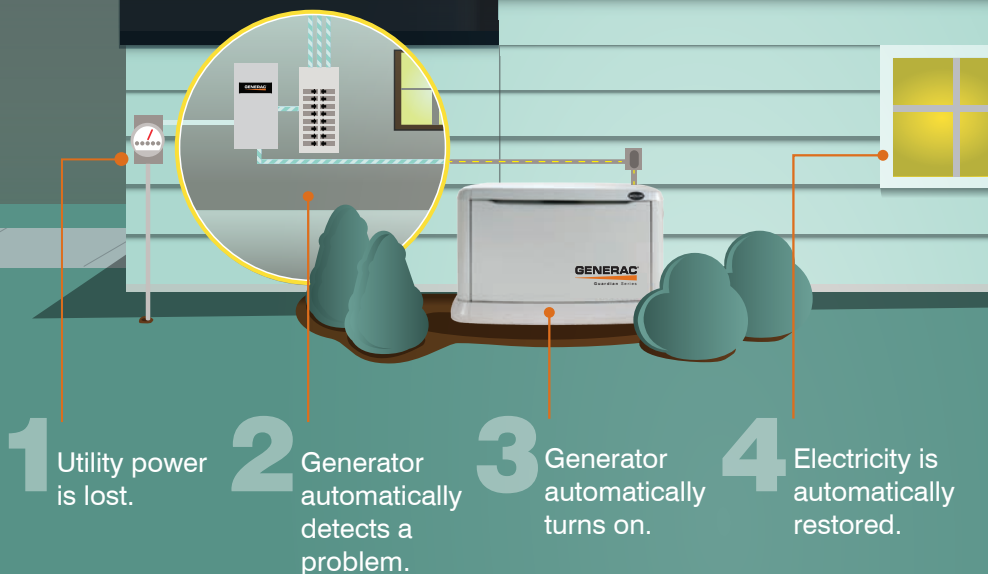 GENERAC
GENERAC
Guardian Series
1
Utility power
is lost.
2
Generator
automatically
detects a
problem.
3
Generator
automatically
turns on.
4
Electricity is
automatically
restored.